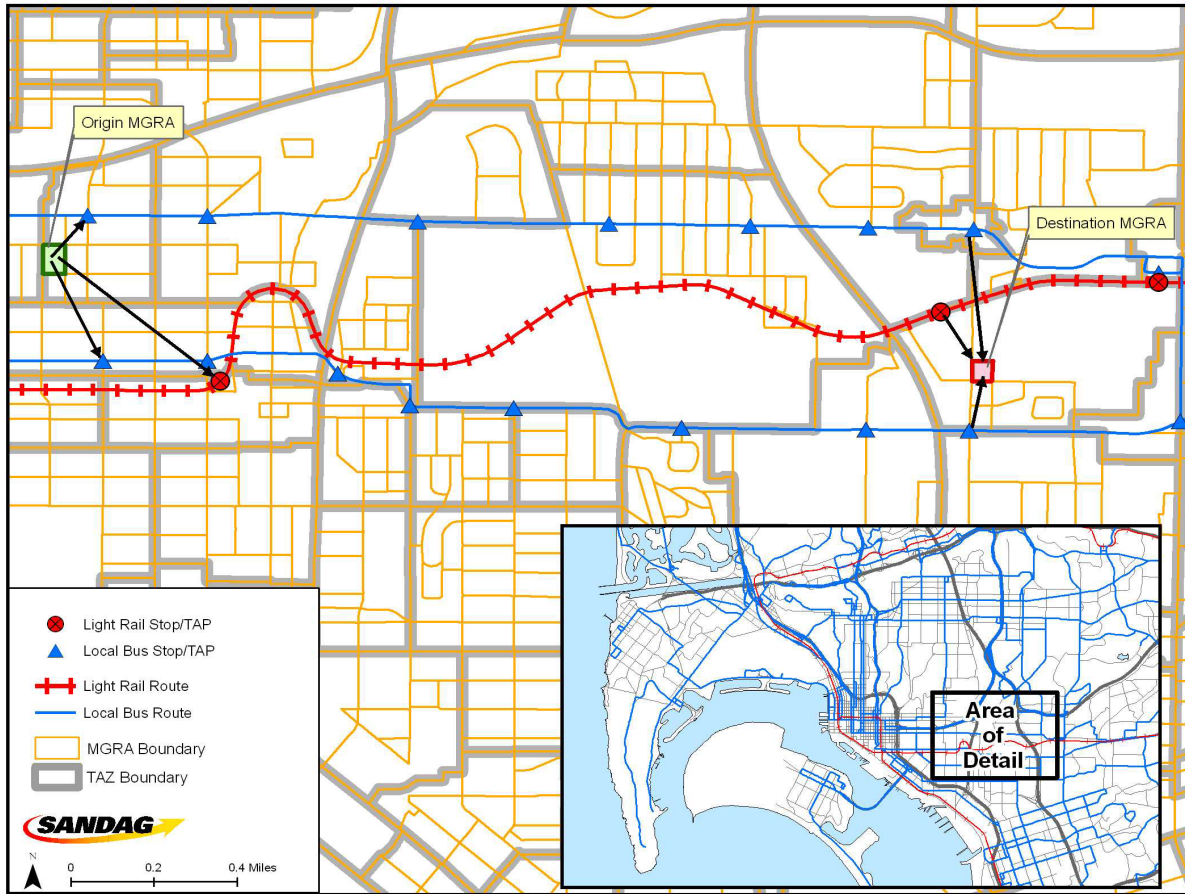 Origin MGRA
Destination MGRA
Light Rail Stop/TAP
Local Bus Stop/TAP
Light Rail Route
Local Bus Route
MGRA Boundary
TAZ Boundary
SANDAG
N
0 0.2 0.4 Miles
Area
of
Detail